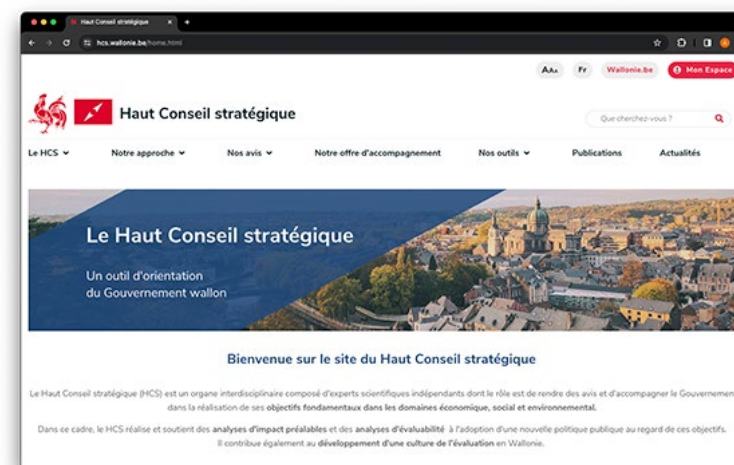 Haut Conseil stratégique
hcs.wallonie.be/home.html
AAA Fr Wallonie.be Mon Espace
Haut Conseil stratégique
Que cherchez-vous ?
Le HCS Notre approche Nos avis Notre offre d'accompagnement Nos outils Publications Actualités
Le Haut Conseil stratégique
Un outil d'orientation
du Gouvernement wallon
Bienvenue sur le site du Haut Conseil stratégique
Le Haut Conseil stratégique (HCS) est un organe interdisciplinaire composé d'experts scientifiques indépendants dont le rôle est de rendre des avis et d'accompagner le Gouvernemen
dans la réalisation de ses objectifs fondamentaux dans les domaines économique, social et environnemental.
Dans ce cadre, le HCS réalise et soutient des analyses d'impact préalables et des analyses d'évaluabilité à l'adoption d'une nouvelle politique publique au regard de ces objectifs.
Il contribue également au développement d'une culture de l'évaluation en Wallonie.